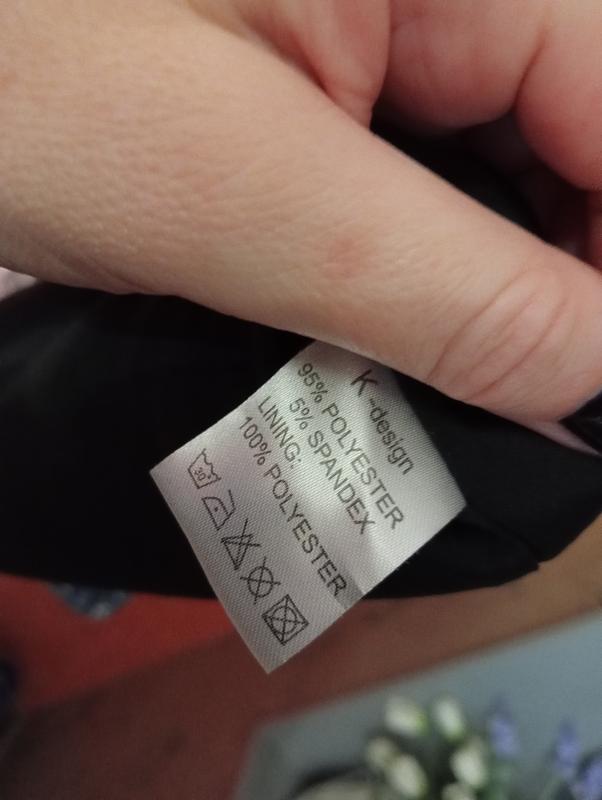 K-design
95% POLYESTER
5% SPANDEX
LINING:
100% POLYESTER
30°